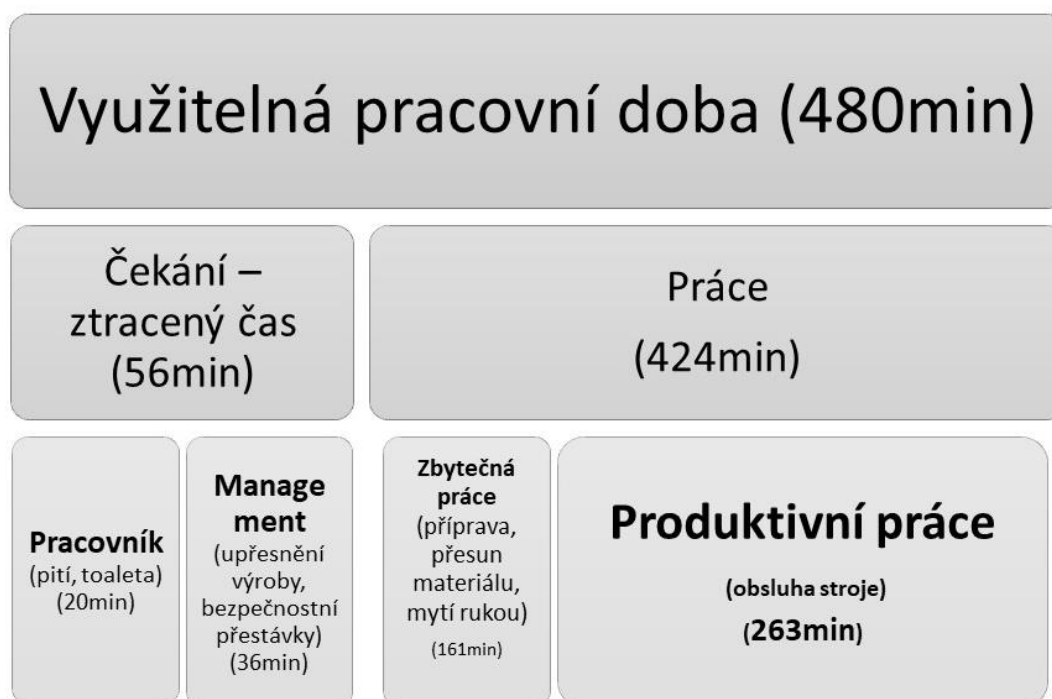 Využitelná pracovní doba (480min)
Čekání –
ztracený čas
(56min)
Práce
(424min)
Pracovník
(pití, toaleta)
(20min)
Manage
ment
(upřesnění
výroby,
bezpečnostní
přestávky)
(36min)
Zbytečná
práce
(příprava,
přesun
materiálu,
mytí rukou)
(161min)
Produktivní práce
(obsluha stroje)
(263min)